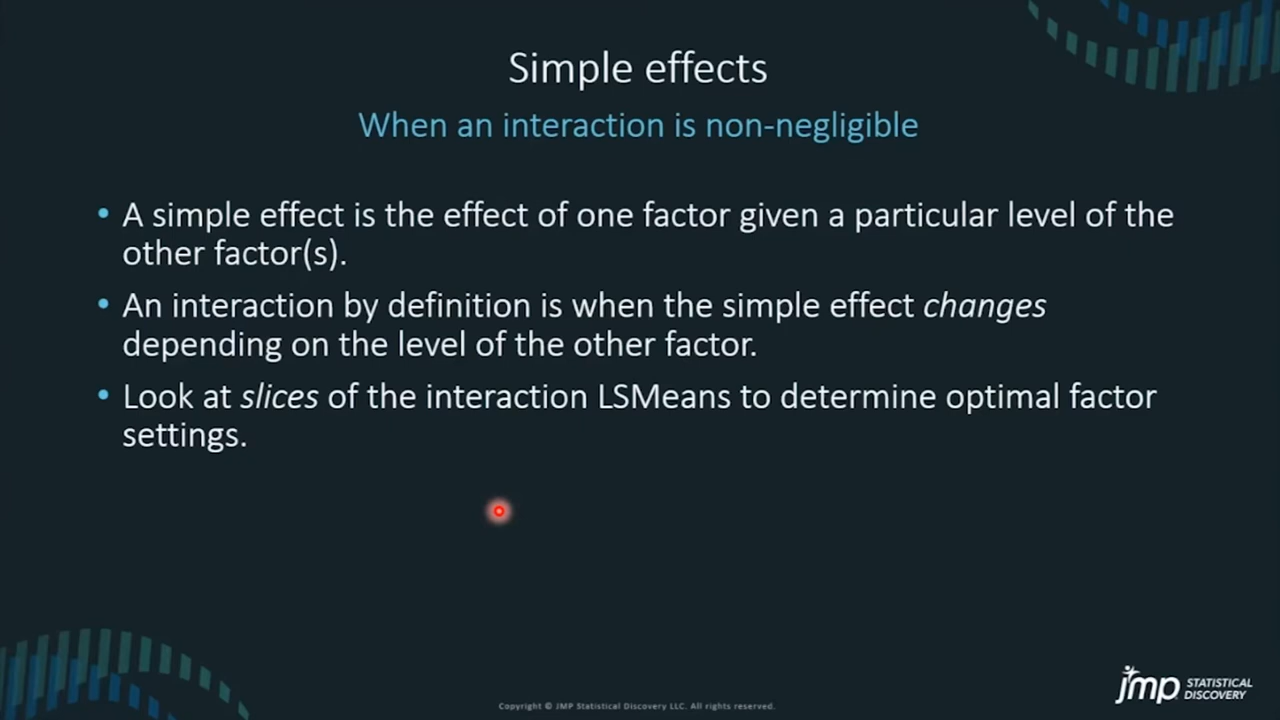 Simple effects
When an interaction is non-negligible
• A simple effect is the effect of one factor given a particular level of the
other factor(s).
• An interaction by definition is when the simple effect changes
depending on the level of the other factor.
• Look at slices of the interaction LSMeans to determine optimal factor
settings.
jmp STATISTICAL
DISCOVERY
Copyright © JMP Statistical Discovery LLC. All rights reserved.